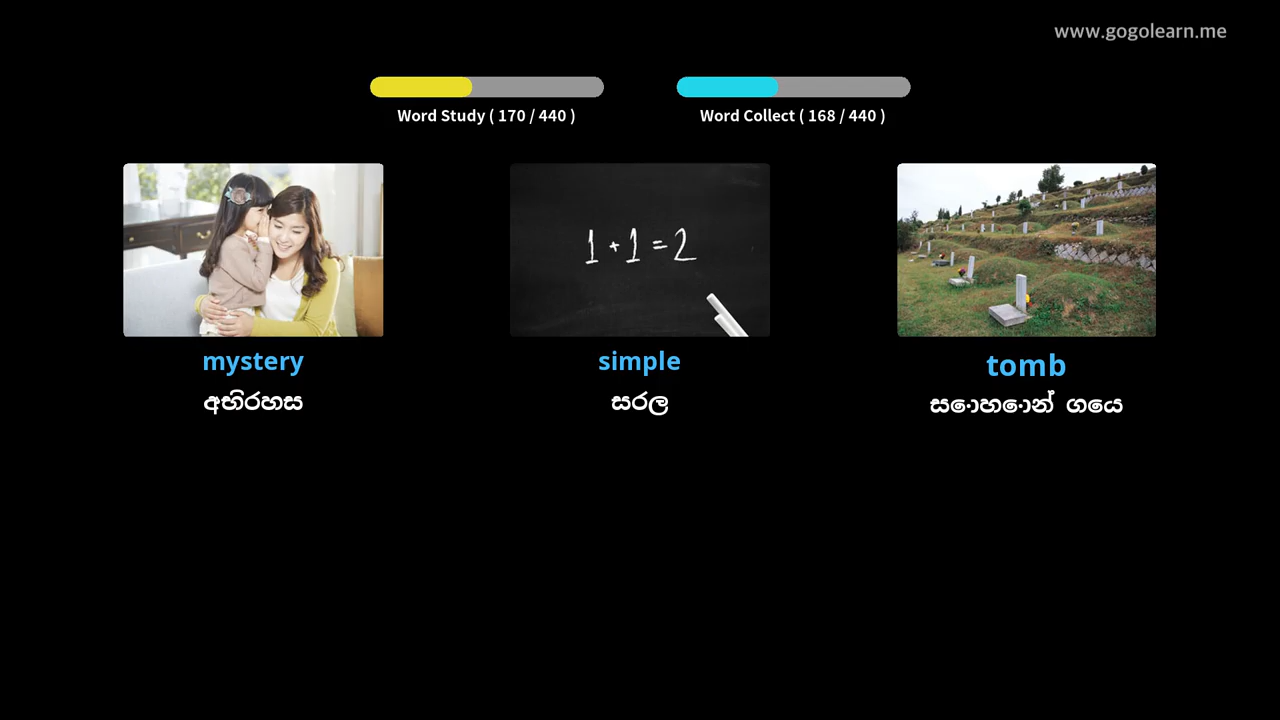 www.gogolearn.me
Word Study ( 170 / 440 )
Word Collect ( 168 / 440 )
1 + 1 = 2
mystery
simple
tomb
අභිරහස
සරල
සොහොන් ගයෙ